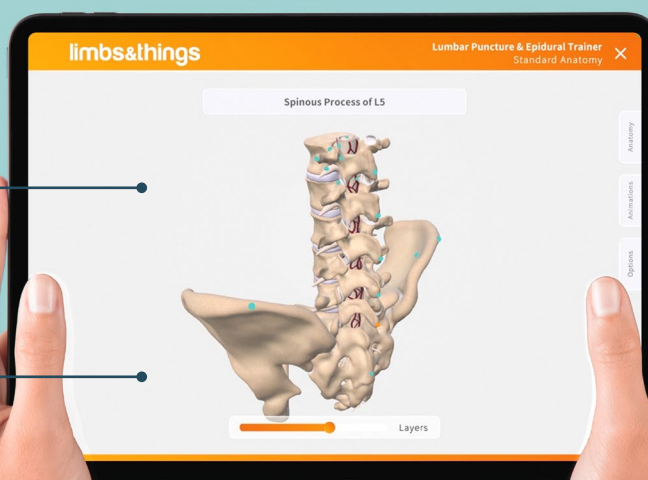 limbs&things
Lumbar Puncture & Epidural Trainer
Standard Anatomy
Spinous Process of L5
Anatomy
Animations
Options
Layers